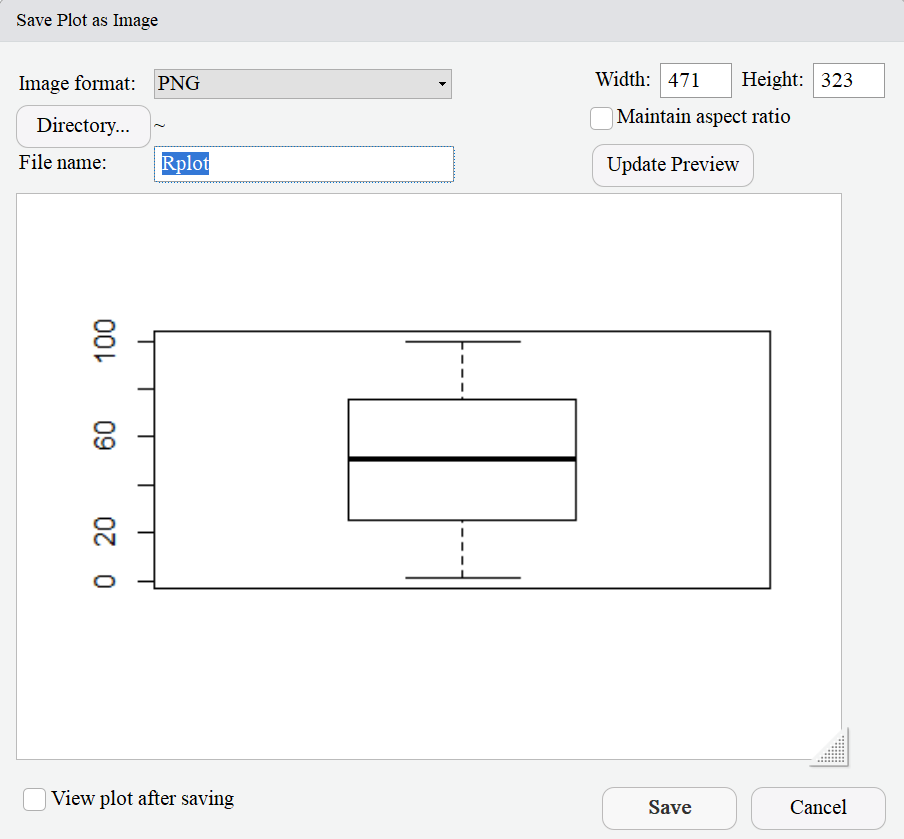 Save Plot as Image
Image format: PNG
Width: 471 Height: 323
Directory... ~
Maintain aspect ratio
File name: Rplot
Update Preview
100
60
20
0
View plot after saving
Save Cancel